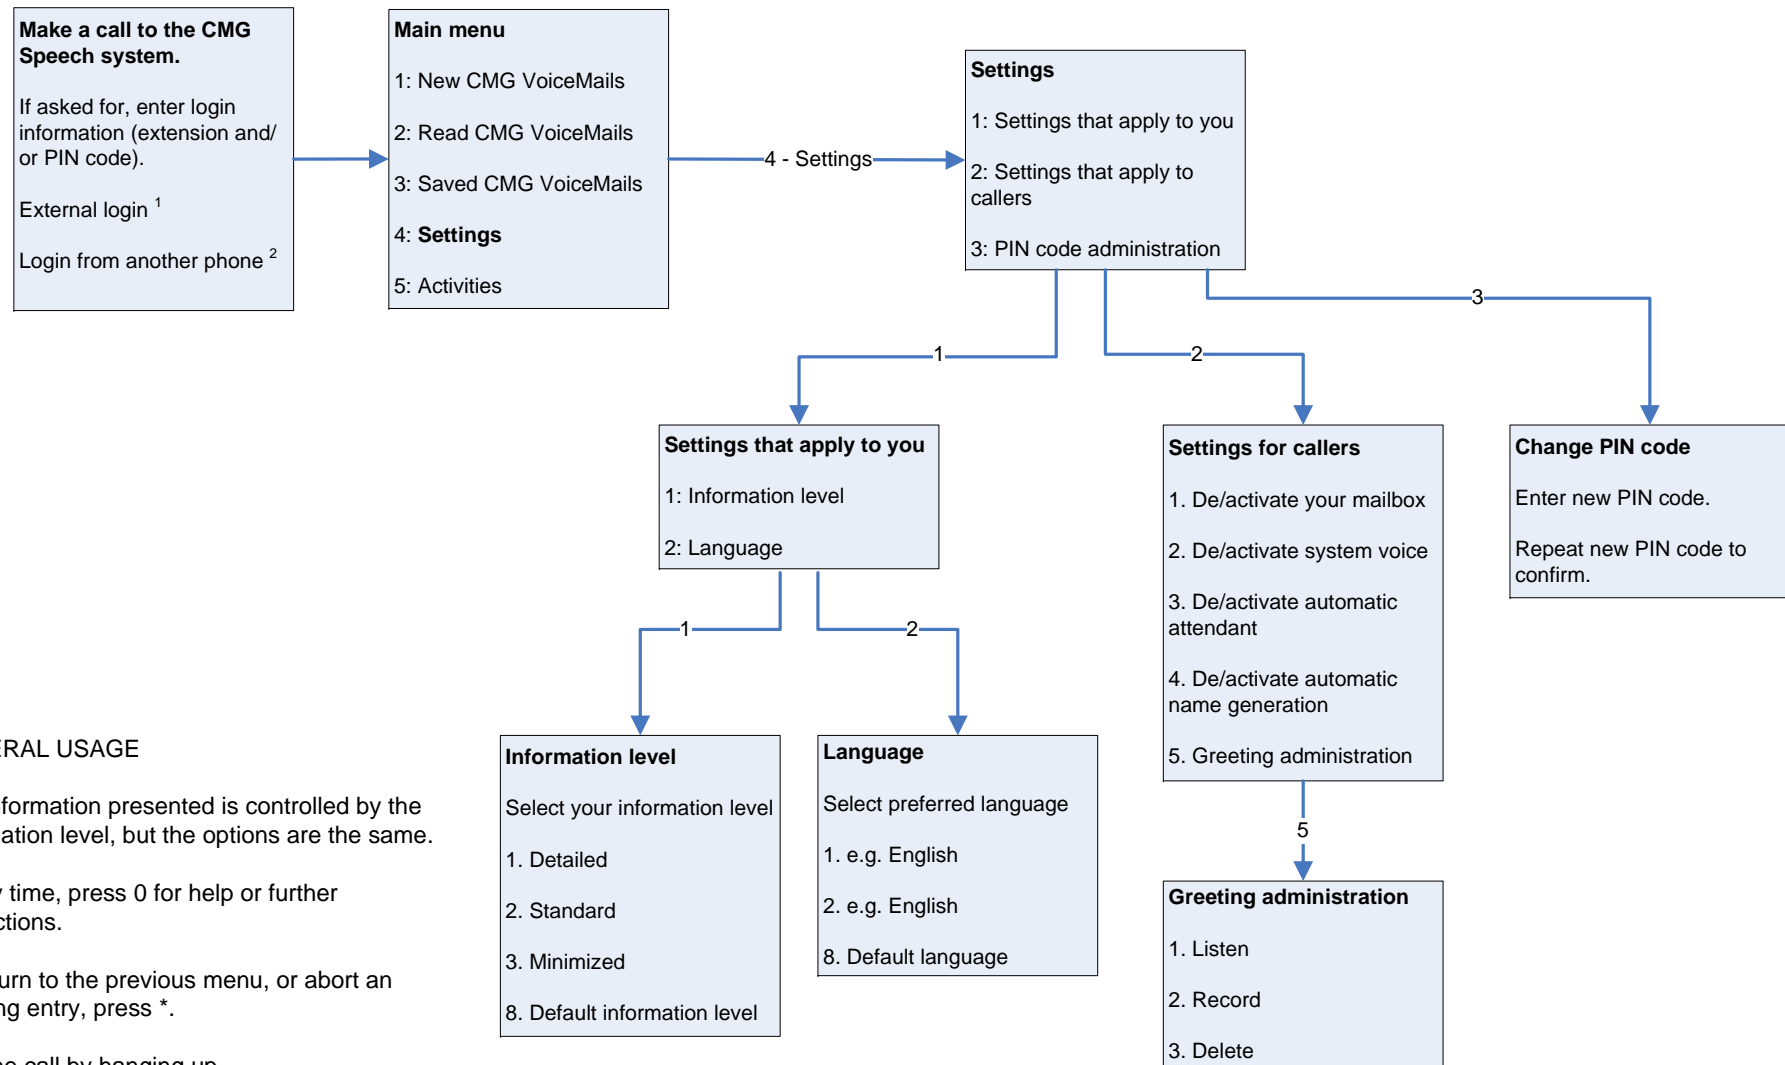 Make a call to the CMG
Speech system.
If asked for, enter login
information (extension and/
or PIN code).
External login 1
Login from another phone 2
Main menu
1: New CMG VoiceMails
2: Read CMG VoiceMails
3: Saved CMG VoiceMails
4: Settings
5: Activities
4 - Settings
Settings
1: Settings that apply to you
2: Settings that apply to
callers
3: PIN code administration
1
2
3
Settings that apply to you
1: Information level
2: Language
Settings for callers
1. De/activate your mailbox
2. De/activate system voice
3. De/activate automatic
attendant
4. De/activate automatic
name generation
5. Greeting administration
Change PIN code
Enter new PIN code.
Repeat new PIN code to
confirm.
1
2
Information level
Select your information level
1. Detailed
2. Standard
3. Minimized
8. Default information level
Language
Select preferred language
1. e.g. English
2. e.g. English
8. Default language
5
Greeting administration
1. Listen
2. Record
3. Delete
ERAL USAGE
formation presented is controlled by the
ation level, but the options are the same.
y time, press 0 for help or further
ctions.
urn to the previous menu, or abort an
ng entry, press *.
call by hanging up